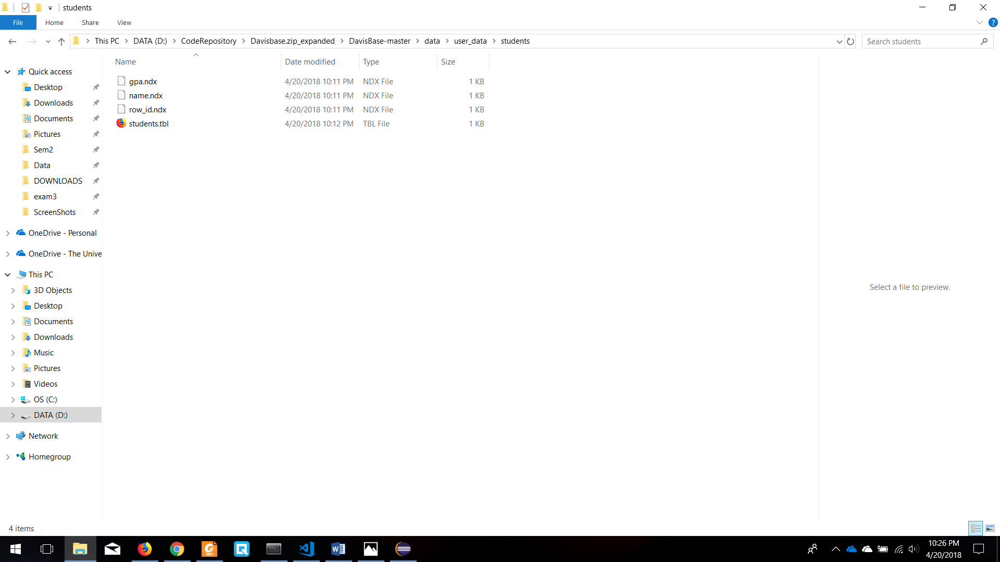 students
File Home Share View
This PC DATA (D:) CodeRepository Davisbase.zip_expanded DavisBase-master data user_data students
Search students
Name Date modified Type Size
gpa.ndx 4/20/2018 10:11 PM NDX File 1 KB
name.ndx 4/20/2018 10:11 PM NDX File 1 KB
row_id.ndx 4/20/2018 10:11 PM NDX File 1 KB
students.tbl 4/20/2018 10:12 PM TBL File 1 KB
Quick access
Desktop
Downloads
Documents
Pictures
Sem2
Data
DOWNLOADS
exam3
ScreenShots
OneDrive - Personal
OneDrive - The Unive
This PC
3D Objects
Desktop
Documents
Downloads
Music
Pictures
Videos
OS (C:)
DATA (D:)
Network
Homegroup
Select a file to preview.
4 items
10:26 PM
4/20/2018